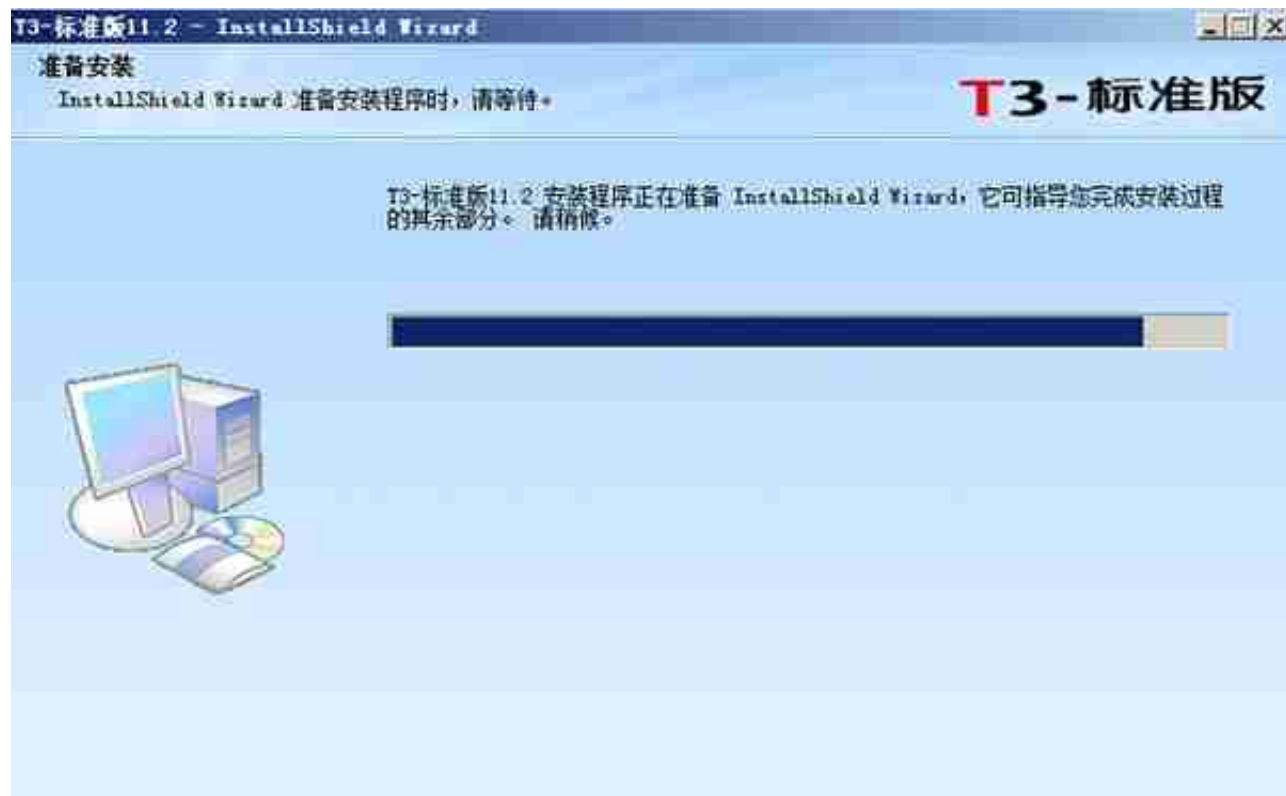 T3-标准版11.2 - InstallShield Wizard
准备安装
InstallShield Wizard 准备安装程序时，请等待。
T3-标准版
T3-标准版11.2 安装程序正在准备 InstallShield Wizard，它可指导您完成安装过程
的其余部分。 请稍候。